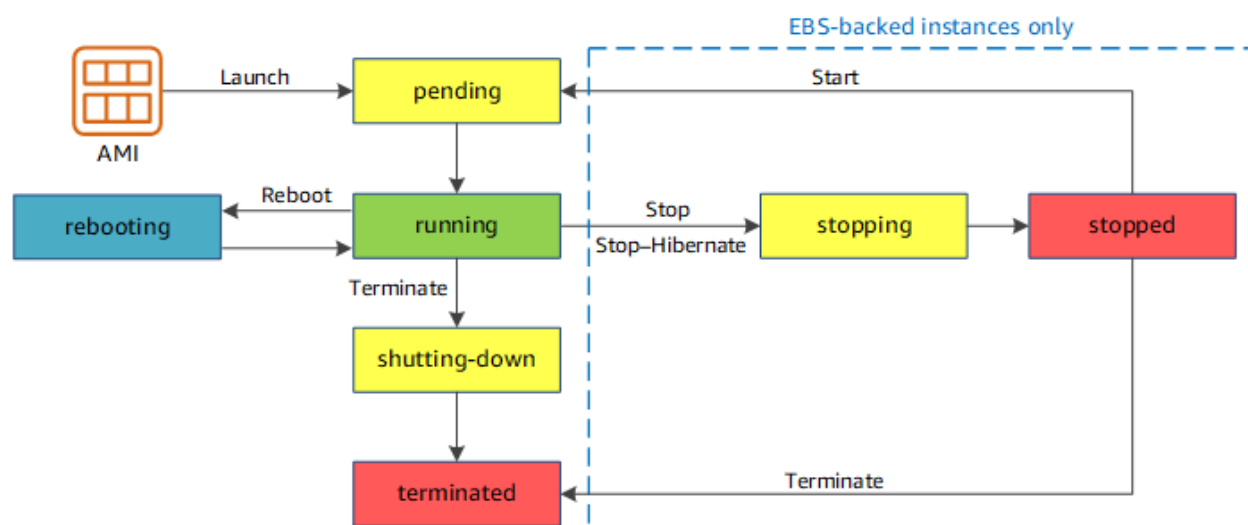 EBS-backed instances only
Launch
pending
Start
AMI
rebooting
Reboot
running
Stop
Stop–Hibernate
stopping
stopped
Terminate
shutting-down
terminated
Terminate